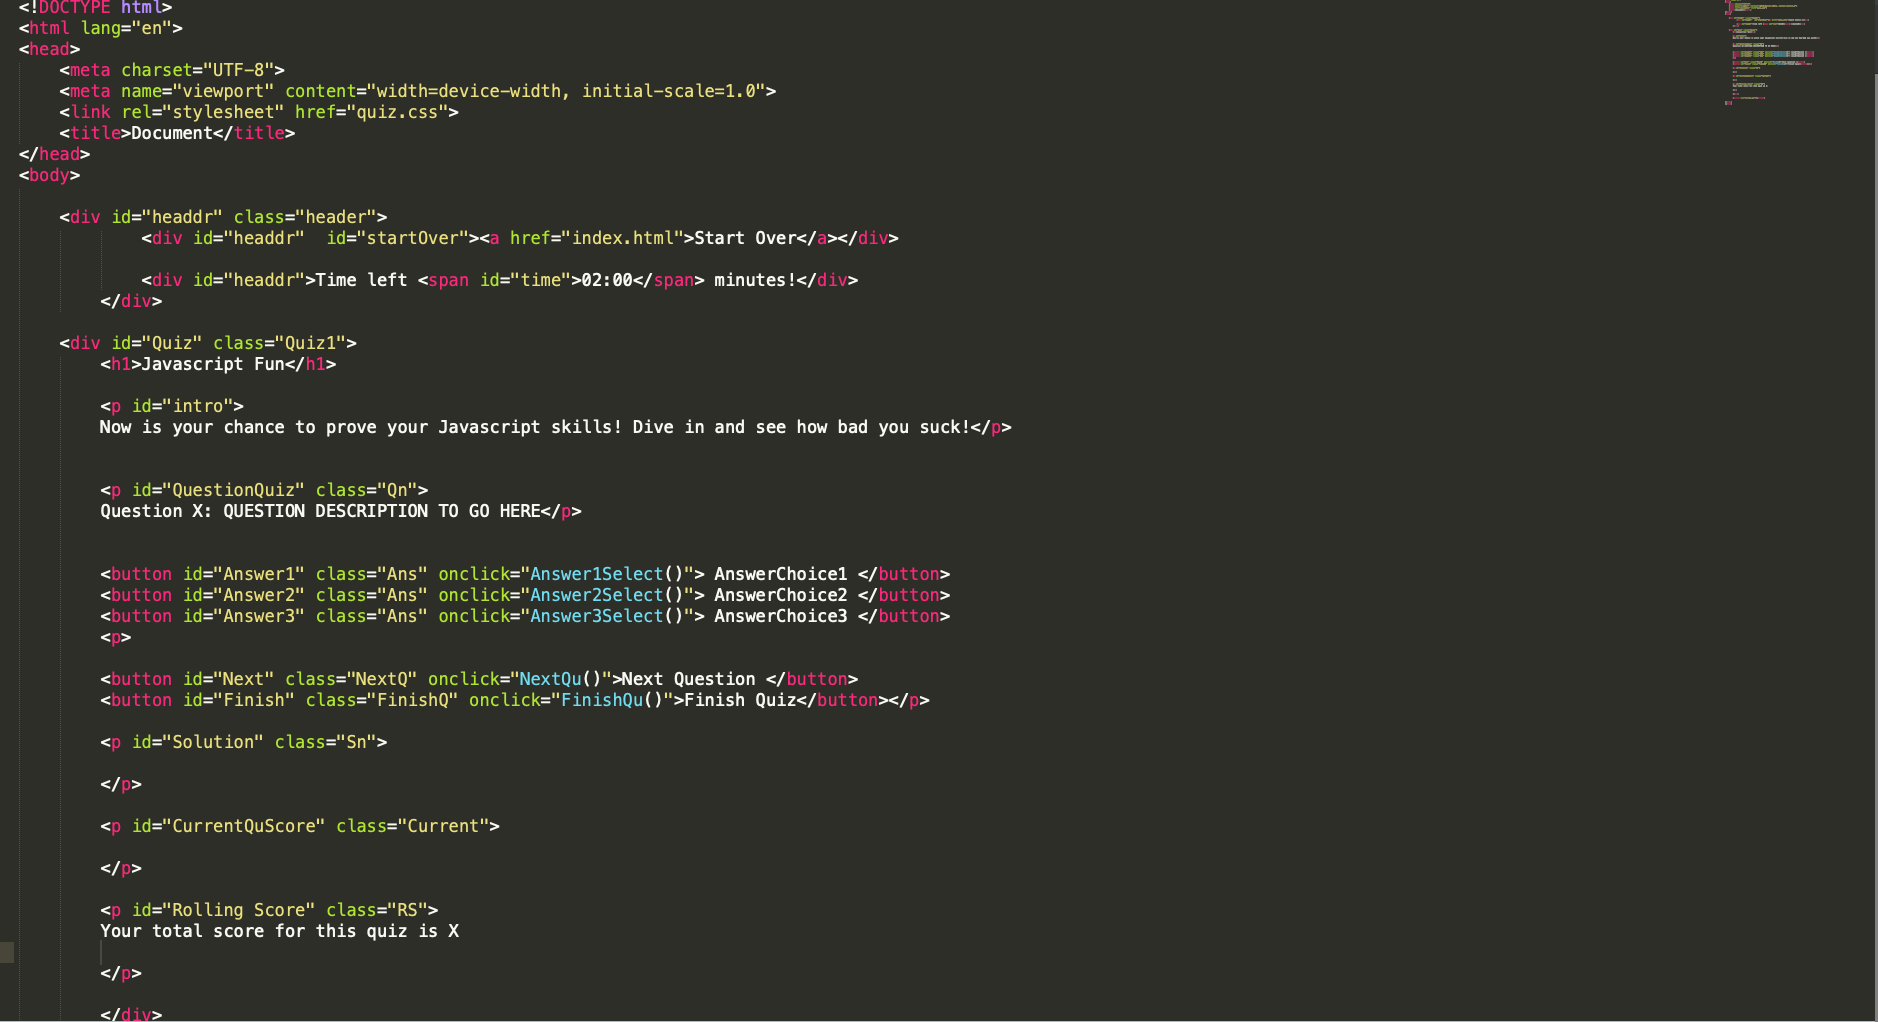 <!DOCTYPE html>
<html lang="en">
<head>
    <meta charset="UTF-8">
    <meta name="viewport" content="width=device-width, initial-scale=1.0">
    <link rel="stylesheet" href="quiz.css">
    <title>Document</title>
</head>
<body>

    <div id="headdr" class="header">
            <div id="headdr"  id="startOver"><a href="index.html">Start Over</a></div>

            <div id="headdr">Time left <span id="time">02:00</span> minutes!</div>
        </div>

    <div id="Quiz" class="Quiz1">
        <h1>Javascript Fun</h1>

        <p id="intro">
        Now is your chance to prove your Javascript skills! Dive in and see how bad you suck!</p>


        <p id="QuestionQuiz" class="Qn">
        Question X: QUESTION DESCRIPTION TO GO HERE</p>


        <button id="Answer1" class="Ans" onclick="Answer1Select()"> AnswerChoice1 </button>
        <button id="Answer2" class="Ans" onclick="Answer2Select()"> AnswerChoice2 </button>
        <button id="Answer3" class="Ans" onclick="Answer3Select()"> AnswerChoice3 </button>
        <p>

        <button id="Next" class="NextQ" onclick="NextQu()">Next Question </button>
        <button id="Finish" class="FinishQ" onclick="FinishQu()">Finish Quiz</button></p>

        <p id="Solution" class="Sn">

        </p>

        <p id="CurrentQuScore" class="Current">

        </p>

        <p id="Rolling Score" class="RS">
        Your total score for this quiz is X

        </p>

        </div>